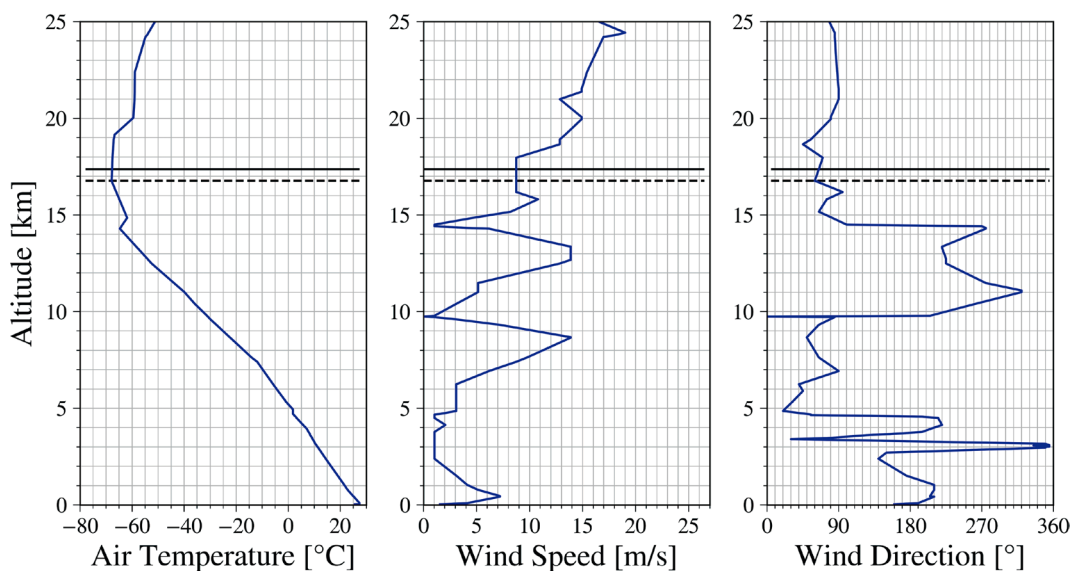 25
20
15
10
5
0
Altitude [km]
−80 −60 −40 −20 0 20
Air Temperature [°C]
25
20
15
10
5
0
0 5 10 15 20 25
Wind Speed [m/s]
25
20
15
10
5
0
0 90 180 270 360
Wind Direction [°]